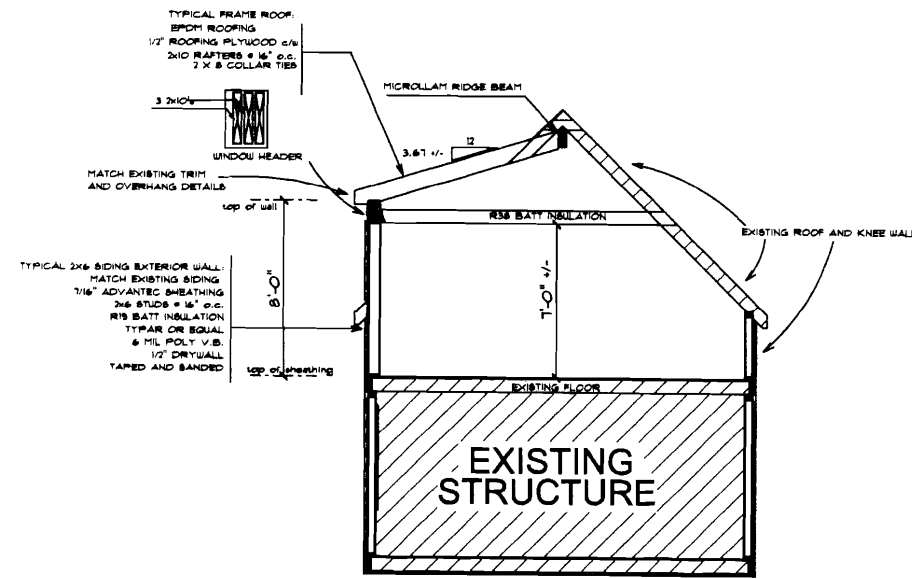 TYPICAL FRAME ROOF:
EPDM ROOFING
1/2" ROOFING PLYWOOD c/w
2x10 RAFTERS @ 16" o.c.
2 X 8 COLLAR TIES
MICROLLAM RIDGE BEAM
3 2x10's
WINDOW HEADER
12
3.67 +/-
MATCH EXISTING TRIM
AND OVERHANG DETAILS
top of wall
R38 BATT INSULATION
EXISTING ROOF AND KNEE WALL
TYPICAL 2x6 SIDING EXTERIOR WALL:
MATCH EXISTING SIDING
7/16" ADVANTEC SHEATHING
2x6 STUDS @ 16" o.c.
R19 BATT INSULATION
TYPAR OR EQUAL
6 MIL POLY V.B.
1/2" DRYWALL
TAPED AND SANDED
8'-0"
7'-0" +/-
top of sheathing
EXISTING FLOOR
EXISTING
STRUCTURE